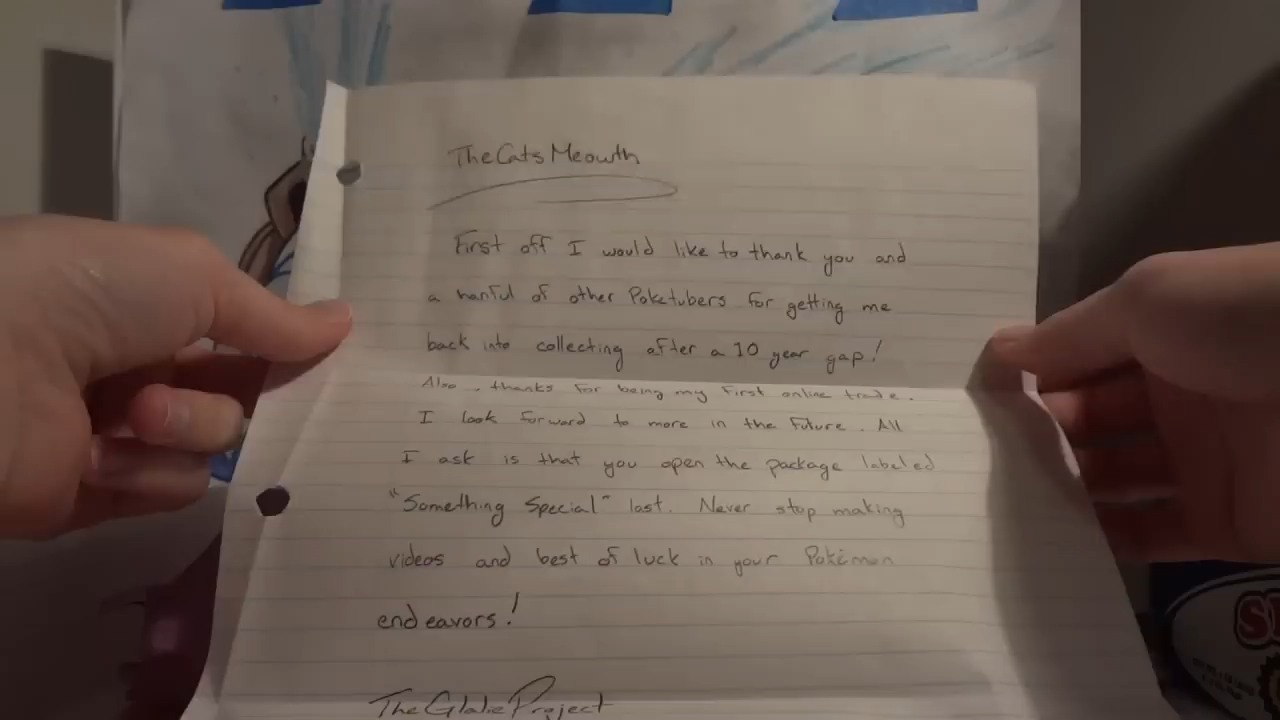 TheCatsMeowth
First off I would like to thank you and
a hanful of other Poketubers for getting me
back into collecting after a 10 year gap!
Also, thanks for being my first online trade.
I look forward to more in the future. All
I ask is that you open the package labeled
"Something Special" last. Never stop making
videos and best of luck in your Pokémon
endeavors!
TheGlalieProject